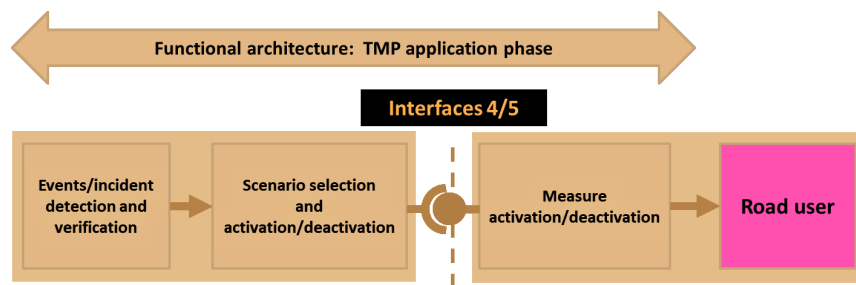 Functional architecture:  TMP application phase
Interfaces 4/5
Events/incident
detection and
verification
Scenario selection
and
activation/deactivation
Measure
activation/deactivation
Road user